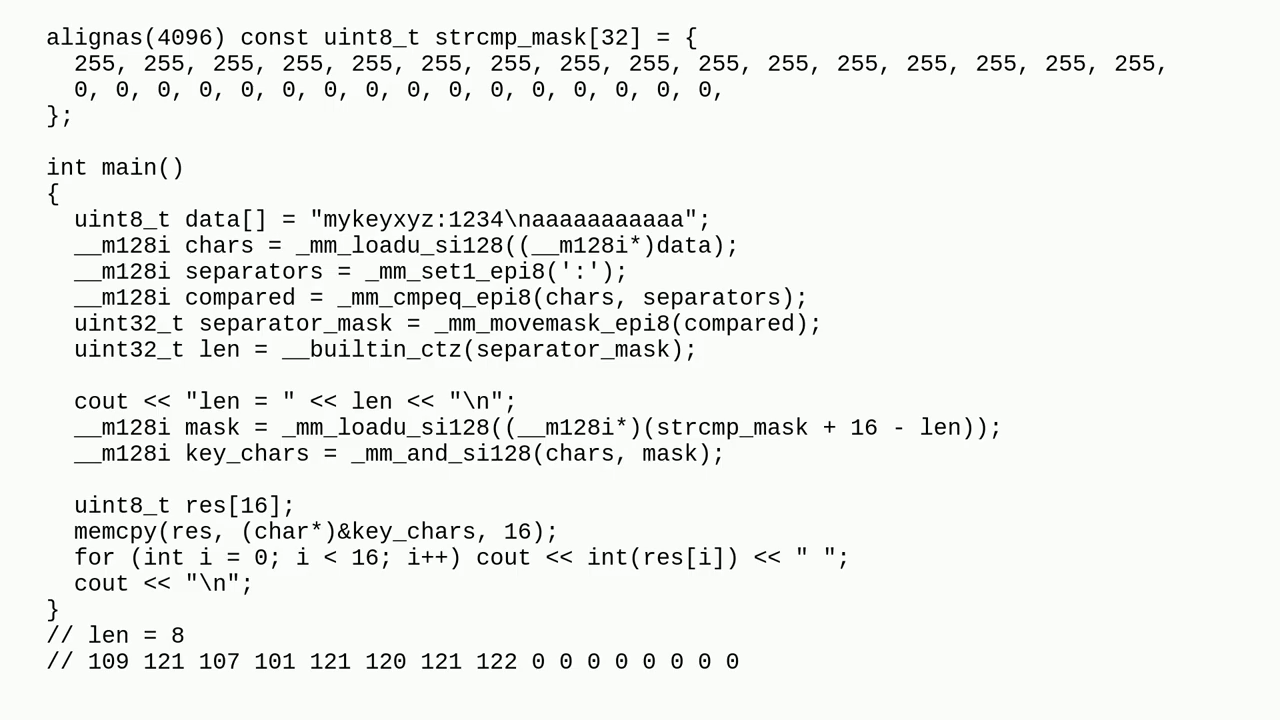 alignas(4096) const uint8_t strcmp_mask[32] = {
  255, 255, 255, 255, 255, 255, 255, 255, 255, 255, 255, 255, 255, 255, 255, 255,
  0, 0, 0, 0, 0, 0, 0, 0, 0, 0, 0, 0, 0, 0, 0, 0,
};

int main()
{
  uint8_t data[] = "mykeyxyz:1234\naaaaaaaaaaa";
  __m128i chars = _mm_loadu_si128((__m128i*)data);
  __m128i separators = _mm_set1_epi8(':');
  __m128i compared = _mm_cmpeq_epi8(chars, separators);
  uint32_t separator_mask = _mm_movemask_epi8(compared);
  uint32_t len = __builtin_ctz(separator_mask);

  cout << "len = " << len << "\n";
  __m128i mask = _mm_loadu_si128((__m128i*)(strcmp_mask + 16 - len));
  __m128i key_chars = _mm_and_si128(chars, mask);

  uint8_t res[16];
  memcpy(res, (char*)&key_chars, 16);
  for (int i = 0; i < 16; i++) cout << int(res[i]) << " ";
  cout << "\n";
}
// len = 8
// 109 121 107 101 121 120 121 122 0 0 0 0 0 0 0 0